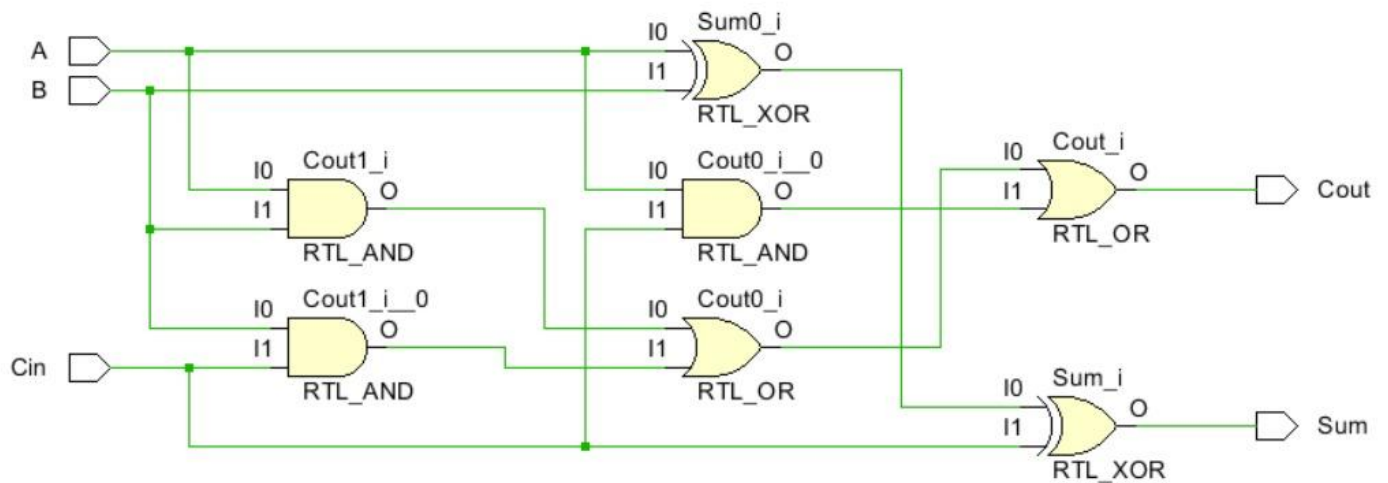 Sum0_i
A
I0
O
I1
B
RTL_XOR
Cout1_i
I0
O
I1
RTL_AND
Cout0_i__0
I0
O
I1
RTL_AND
Cout_i
I0
O
I1
Cout
RTL_OR
Cout1_i__0
I0
O
I1
Cin
RTL_AND
Cout0_i
I0
O
I1
RTL_OR
Sum_i
I0
O
I1
Sum
RTL_XOR